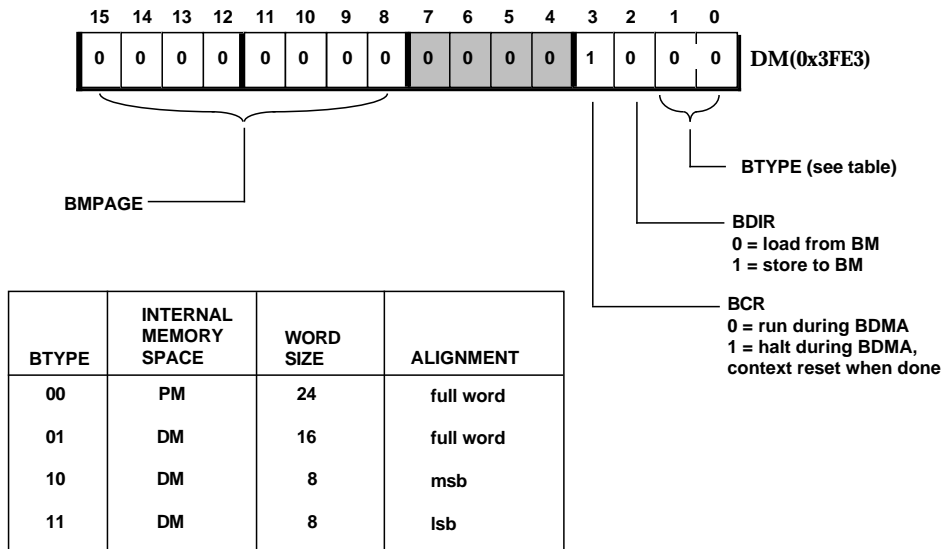 15 14 13 12 11 10 9 8 7 6 5 4 3 2 1 0
0 0 0 0 0 0 0 0 0 0 0 0 1 0 0 0 DM(0x3FE3)
BTYPE (see table)
BMPAGE
BDIR
0 = load from BM
1 = store to BM
BCR
0 = run during BDMA
1 = halt during BDMA,
context reset when done
BTYPE INTERNAL MEMORY SPACE WORD SIZE ALIGNMENT
00 PM 24 full word
01 DM 16 full word
10 DM 8 msb
11 DM 8 lsb